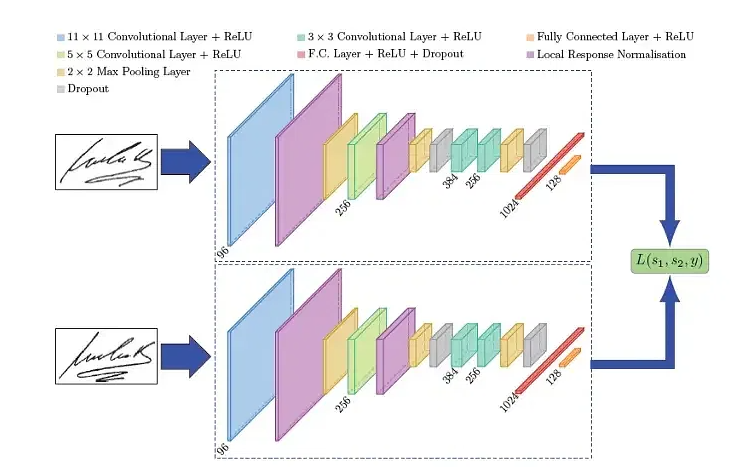 11 × 11 Convolutional Layer + ReLU
3 × 3 Convolutional Layer + ReLU
Fully Connected Layer + ReLU
5 × 5 Convolutional Layer + ReLU
F.C. Layer + ReLU + Dropout
Local Response Normalisation
2 × 2 Max Pooling Layer
Dropout
96
256
384
256
1024
128
L(s₁, s₂, y)
96
256
384
256
1024
128